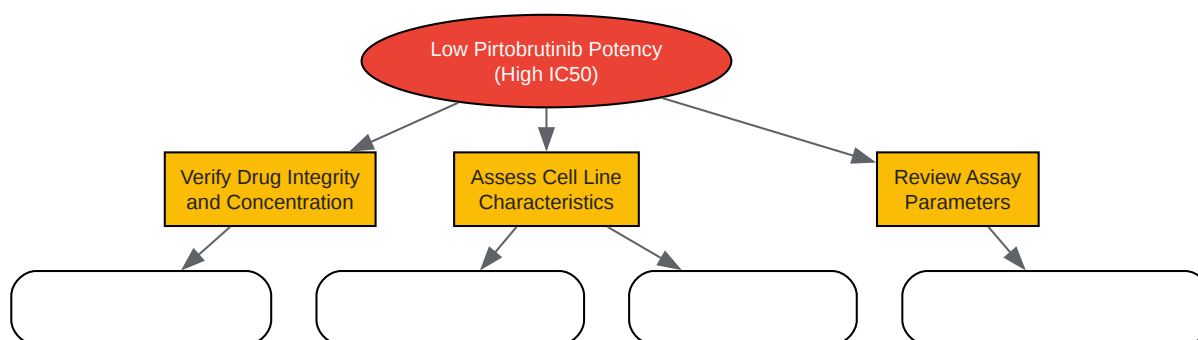 Low Pirtobrutinib Potency
(High IC50)
Verify Drug Integrity
and Concentration
Assess Cell Line
Characteristics
Review Assay
Parameters